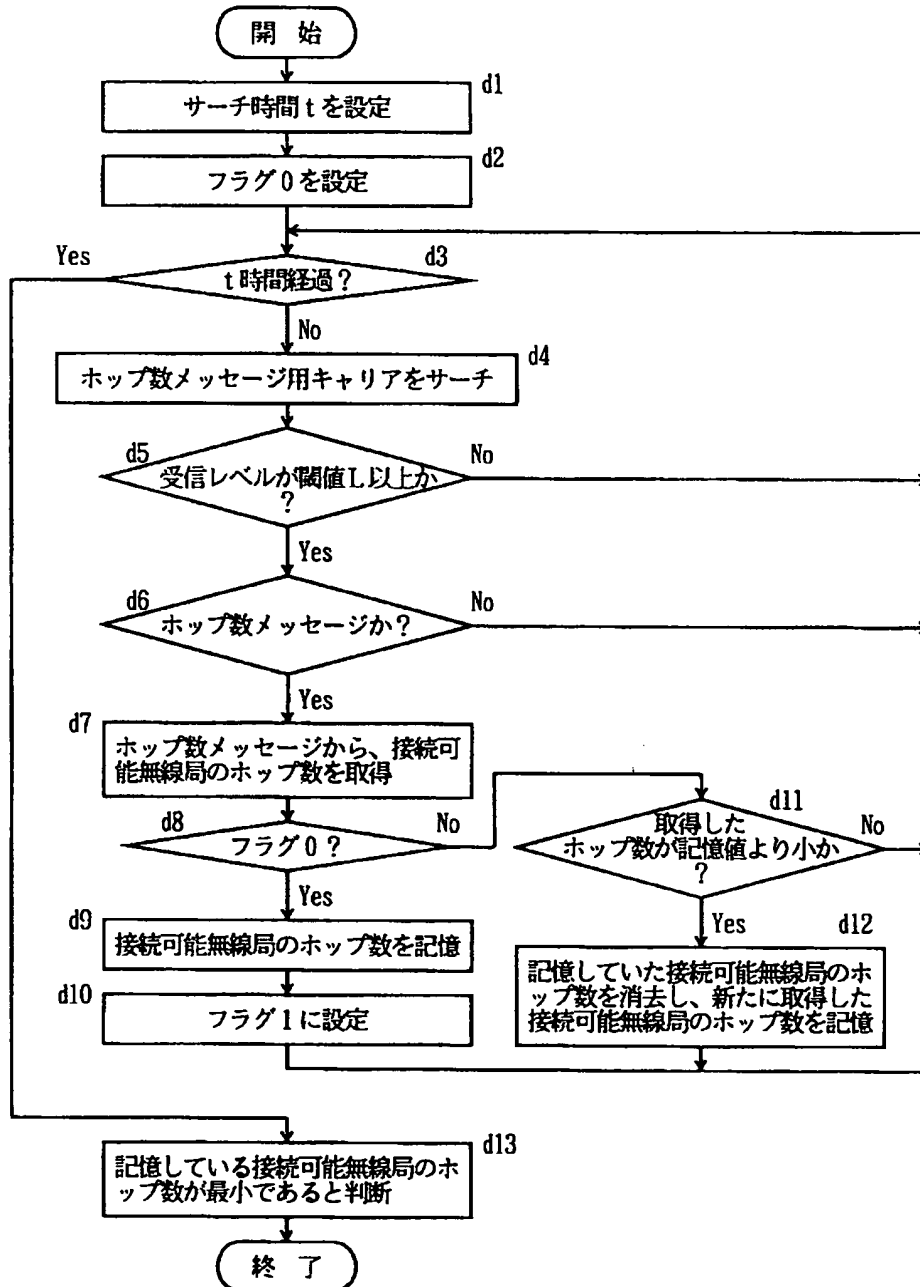 開 始
d1
サーチ時間tを設定
d2
フラグ0を設定
Yes
d3
t時間経過?
No
d4
ホップ数メッセージ用キャリアをサーチ
d5
No
受信レベルが閾値L以上か
?
Yes
d6
No
ホップ数メッセージか?
Yes
d7
ホップ数メッセージから、接続可
能無線局のホップ数を取得
d8
No
フラグ0?
Yes
d11
取得した
No
ホップ数が記憶値より小か
?
Yes
d9
接続可能無線局のホップ数を記憶
d12
記憶していた接続可能無線局のホ
ップ数を消去し、新たに取得した
接続可能無線局のホップ数を記憶
d10
フラグ1に設定
d13
記憶している接続可能無線局のホ
ップ数が最小であると判断
終 了